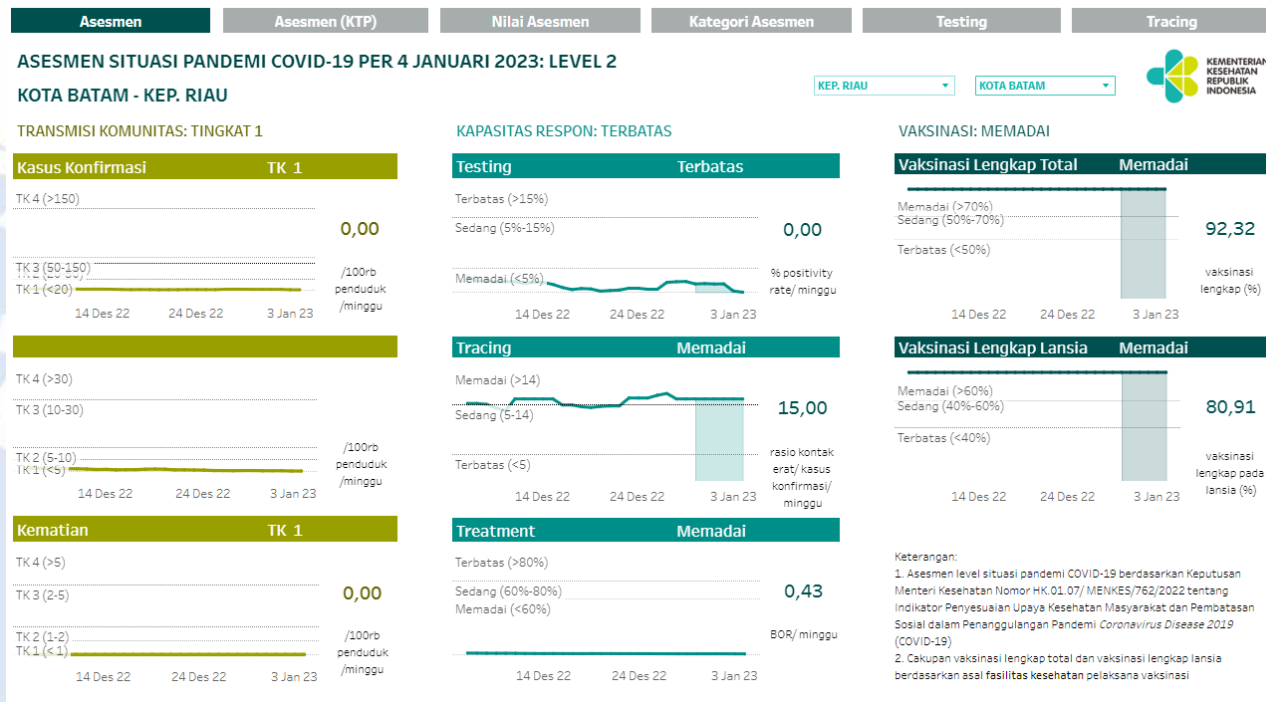 Asesmen
Asesmen (KTP)
Nilai Asesmen
Kategori Asesmen
Testing
Tracing
ASESMEN SITUASI PANDEMI COVID-19 PER 4 JANUARI 2023: LEVEL 2
KOTA BATAM - KEP. RIAU
KEP. RIAU
KOTA BATAM
KEMENTERIAN
KESEHATAN
REPUBLIK
INDONESIA
TRANSMISI KOMUNITAS: TINGKAT 1
Kasus Konfirmasi TK 1
TK 4 (>150)
0,00
TK 3 (50-150)
TK 1 (<20)
/100rb
penduduk
/minggu
14 Des 22 24 Des 22 3 Jan 23
TK 4 (>30)
TK 3 (10-30)
TK 2 (5-10)
TK 1 (<5)
/100rb
penduduk
/minggu
14 Des 22 24 Des 22 3 Jan 23
Kematian TK 1
TK 4 (>5)
TK 3 (2-5)
0,00
TK 2 (1-2)
TK 1 (< 1)
/100rb
penduduk
/minggu
14 Des 22 24 Des 22 3 Jan 23
KAPASITAS RESPON: TERBATAS
Testing Terbatas
Terbatas (>15%)
Sedang (5%-15%)
0,00
Memadai (<5%)
% positivity
rate/ minggu
14 Des 22 24 Des 22 3 Jan 23
Tracing Memadai
Memadai (>14)
Sedang (5-14)
15,00
Terbatas (<5)
rasio kontak
erat/ kasus
konfirmasi/
minggu
14 Des 22 24 Des 22 3 Jan 23
Treatment Memadai
Terbatas (>80%)
Sedang (60%-80%)
Memadai (<60%)
0,43
BOR/ minggu
14 Des 22 24 Des 22 3 Jan 23
VAKSINASI: MEMADAI
Vaksinasi Lengkap Total Memadai
Memadai (>70%)
Sedang (50%-70%)
Terbatas (<50%)
92,32
vaksinasi
lengkap (%)
14 Des 22 24 Des 22 3 Jan 23
Vaksinasi Lengkap Lansia Memadai
Memadai (>60%)
Sedang (40%-60%)
Terbatas (<40%)
80,91
vaksinasi
lengkap pada
lansia (%)
14 Des 22 24 Des 22 3 Jan 23
Keterangan:
1. Asesmen level situasi pandemi COVID-19 berdasarkan Keputusan
Menteri Kesehatan Nomor HK.01.07/ MENKES/762/2022 tentang
Indikator Penyesuaian Upaya Kesehatan Masyarakat dan Pembatasan
Sosial dalam Penanggulangan Pandemi Coronavirus Disease 2019
(COVID-19)
2. Cakupan vaksinasi lengkap total dan vaksinasi lengkap lansia
berdasarkan asal fasilitas kesehatan pelaksana vaksinasi